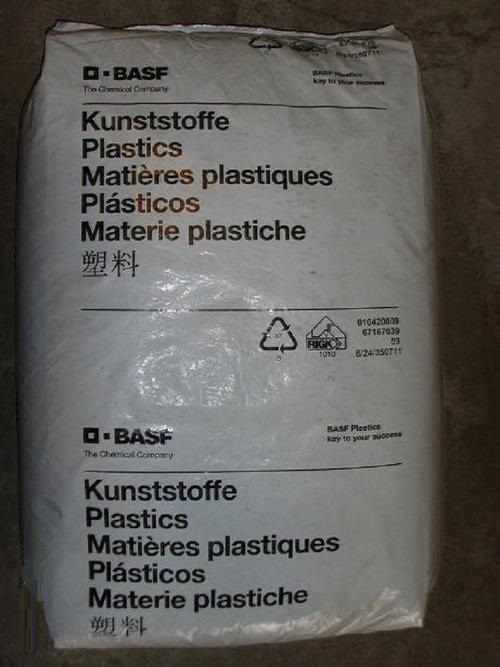 BASF
The Chemical Company
BASF Plastics
key to your success
Kunststoffe
Plastics
Matières plastiques
Plásticos
Materie plastiche
塑料
RIGK
1010
010420009
67167039
59
6/24/350711
BASF
The Chemical Company
BASF Plastics
key to your success
Kunststoffe
Plastics
Matières plastiques
Plásticos
Materie plastiche
塑料